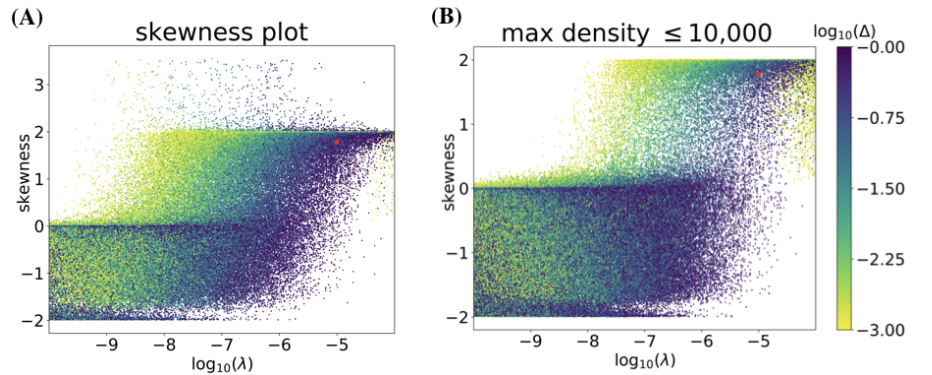 (A)
skewness plot
skewness
3
2
1
0
−1
−2
−9
−8
−7
−6
−5
log₁₀(λ)
(B)
max density ≤ 10,000
skewness
2
1
0
−1
−2
−9
−8
−7
−6
−5
log₁₀(λ)
log₁₀(Δ)
−0.00
−0.75
−1.50
−2.25
−3.00